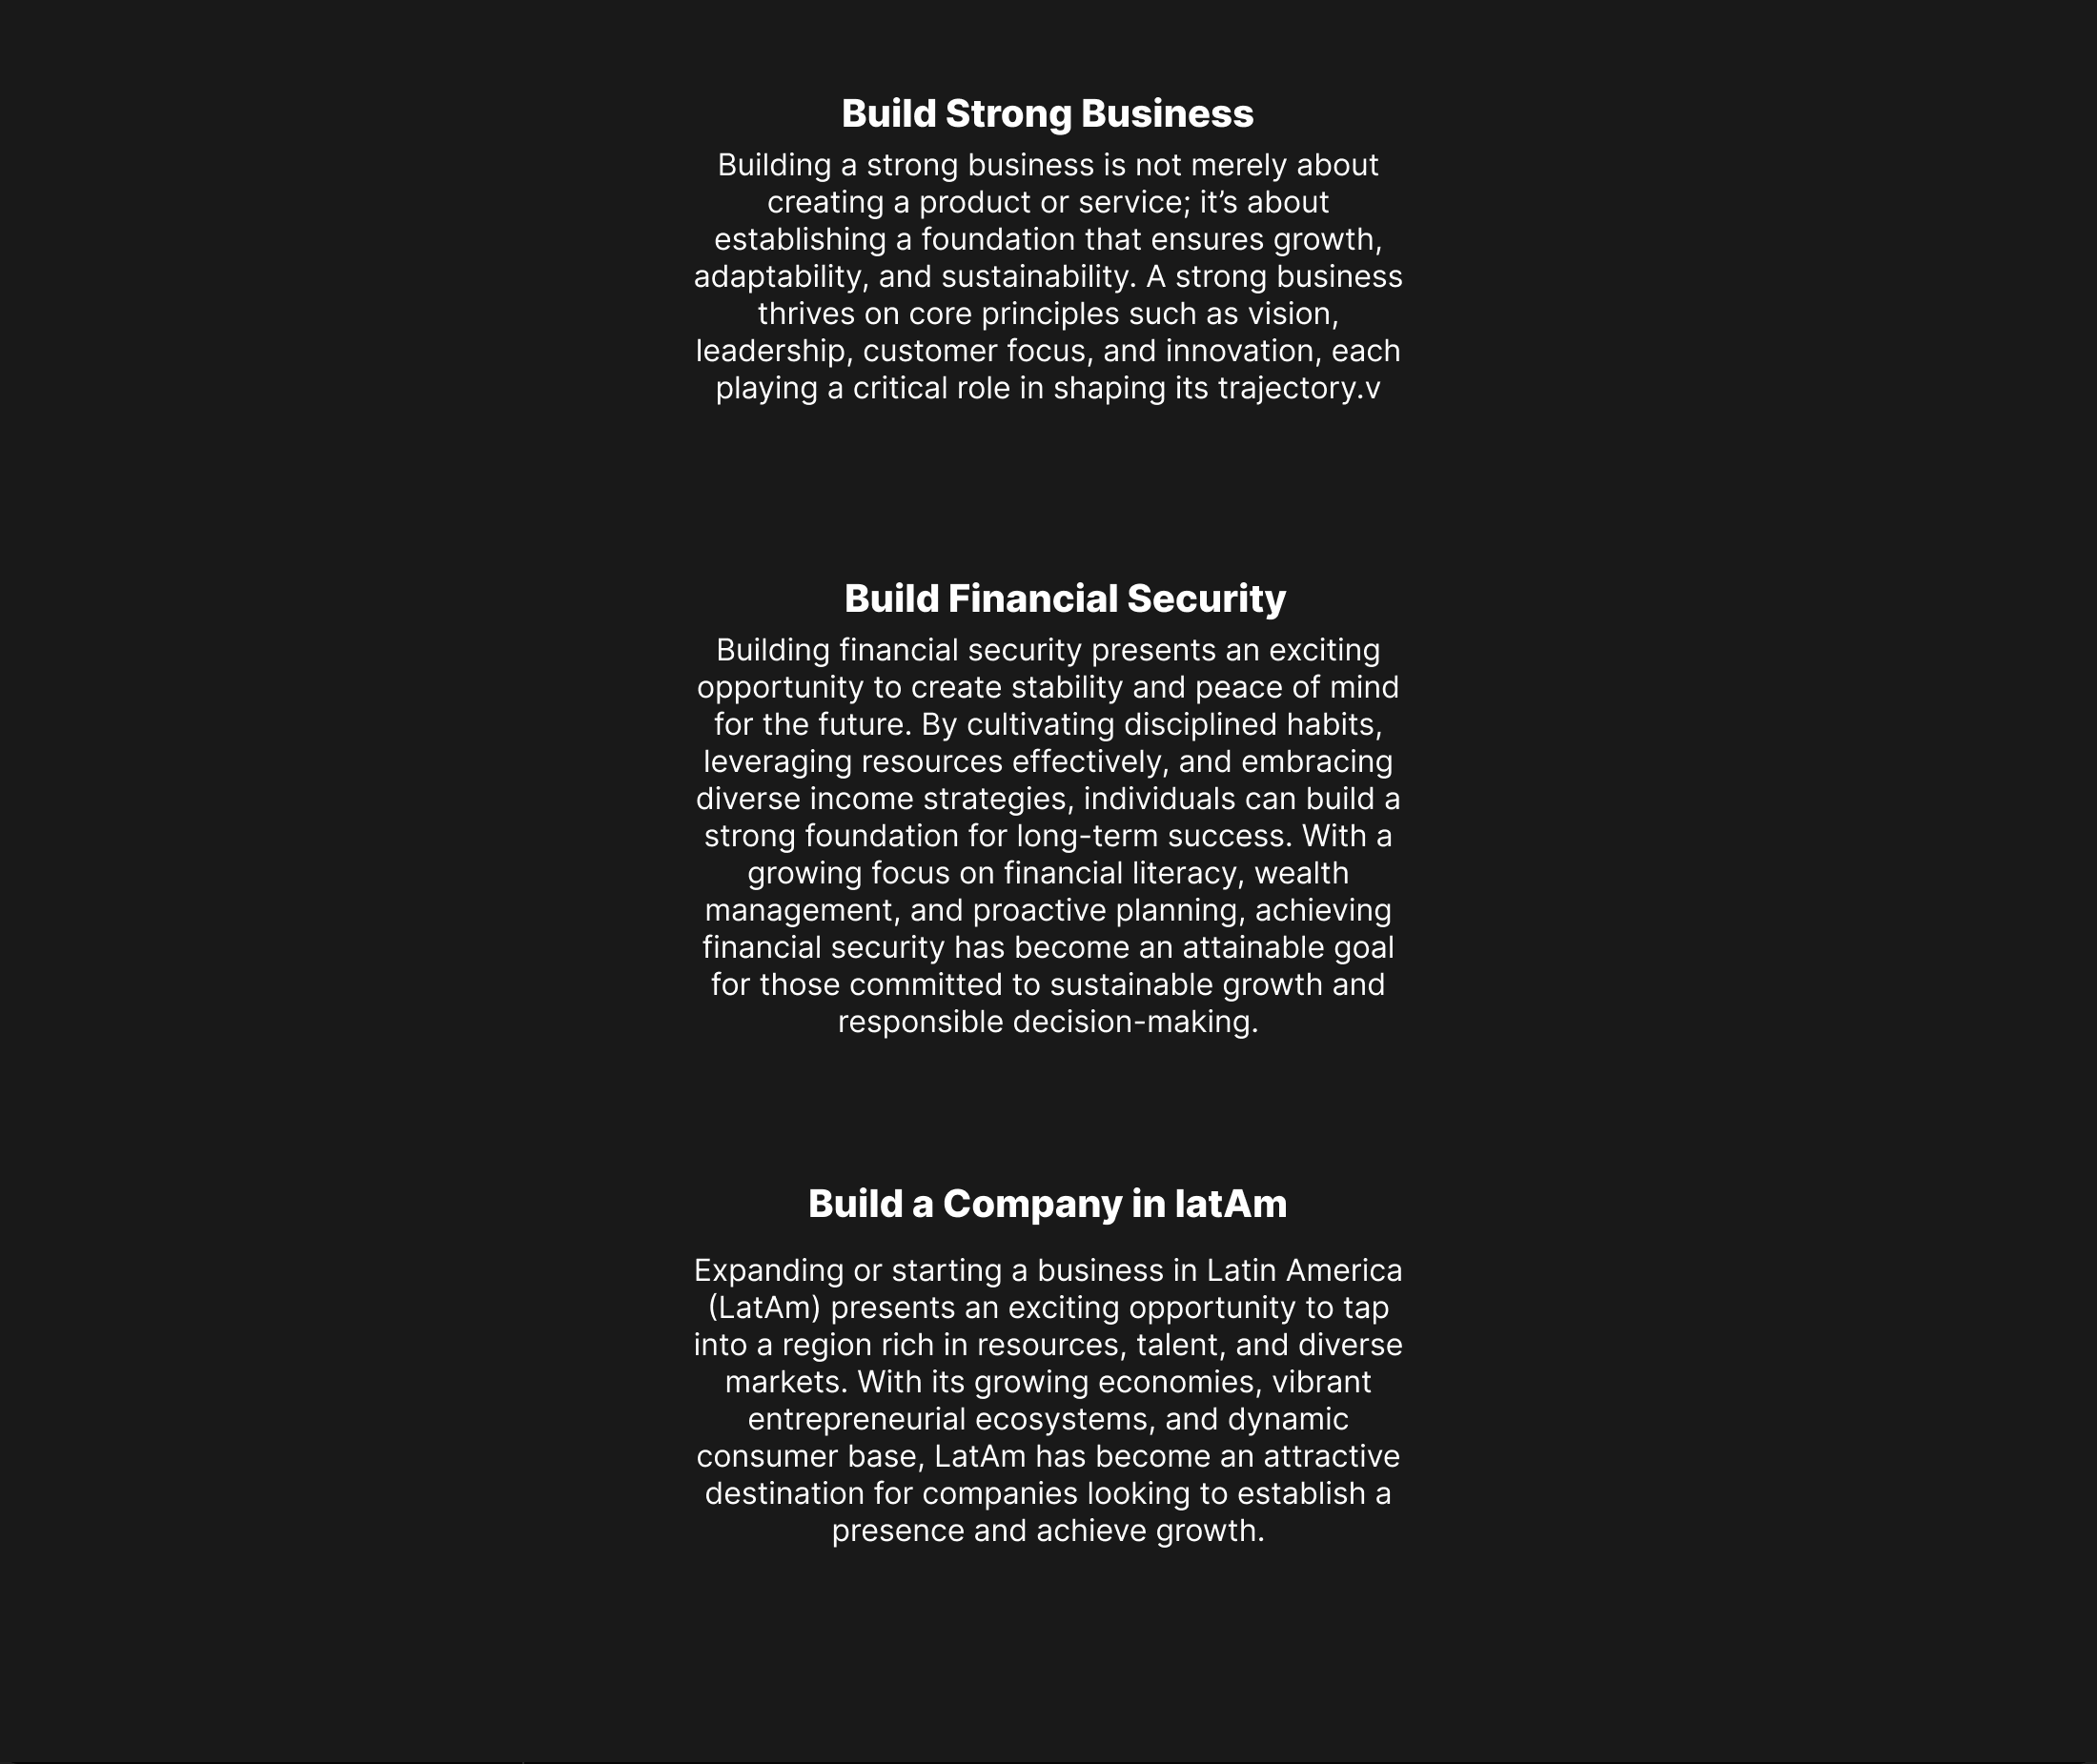 Build Strong Business
Building a strong business is not merely about
creating a product or service; it’s about
establishing a foundation that ensures growth,
adaptability, and sustainability. A strong business
thrives on core principles such as vision,
leadership, customer focus, and innovation, each
playing a critical role in shaping its trajectory.v
Build Financial Security
Building financial security presents an exciting
opportunity to create stability and peace of mind
for the future. By cultivating disciplined habits,
leveraging resources effectively, and embracing
diverse income strategies, individuals can build a
strong foundation for long-term success. With a
growing focus on financial literacy, wealth
management, and proactive planning, achieving
financial security has become an attainable goal
for those committed to sustainable growth and
responsible decision-making.
Build a Company in latAm
Expanding or starting a business in Latin America
(LatAm) presents an exciting opportunity to tap
into a region rich in resources, talent, and diverse
markets. With its growing economies, vibrant
entrepreneurial ecosystems, and dynamic
consumer base, LatAm has become an attractive
destination for companies looking to establish a
presence and achieve growth.